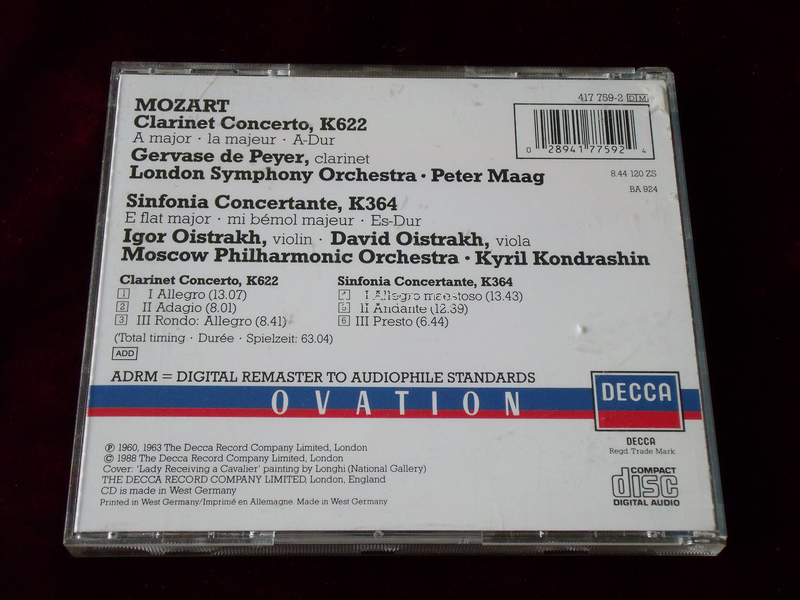 417 759-2 DIM
MOZART
Clarinet Concerto, K622
A major · la majeur · A-Dur
Gervase de Peyer, clarinet
London Symphony Orchestra · Peter Maag
0 28941 77592 4
8.44 120 ZS
BA 924
Sinfonia Concertante, K364
E flat major · mi bémol majeur · Es-Dur
Igor Oistrakh, violin · David Oistrakh, viola
Moscow Philharmonic Orchestra · Kyril Kondrashin
Clarinet Concerto, K622
1 I Allegro (13.07)
2 II Adagio (8.01)
3 III Rondo: Allegro (8.41)
(Total timing · Durée · Spielzeit: 63.04)
ADD
Sinfonia Concertante, K364
I Allegro maestoso (13.43)
5 II Andante (12.39)
6 III Presto (6.44)
ADRM = DIGITAL REMASTER TO AUDIOPHILE STANDARDS
OVATION
DECCA
DECCA
Regd. Trade Mark
℗ 1960, 1963 The Decca Record Company Limited, London
© 1988 The Decca Record Company Limited, London
Cover: 'Lady Receiving a Cavalier' painting by Longhi (National Gallery)
THE DECCA RECORD COMPANY LIMITED, London, England
CD is made in West Germany
Printed in West Germany/Imprimé en Allemagne. Made in West Germany
COMPACT
disc
DIGITAL AUDIO